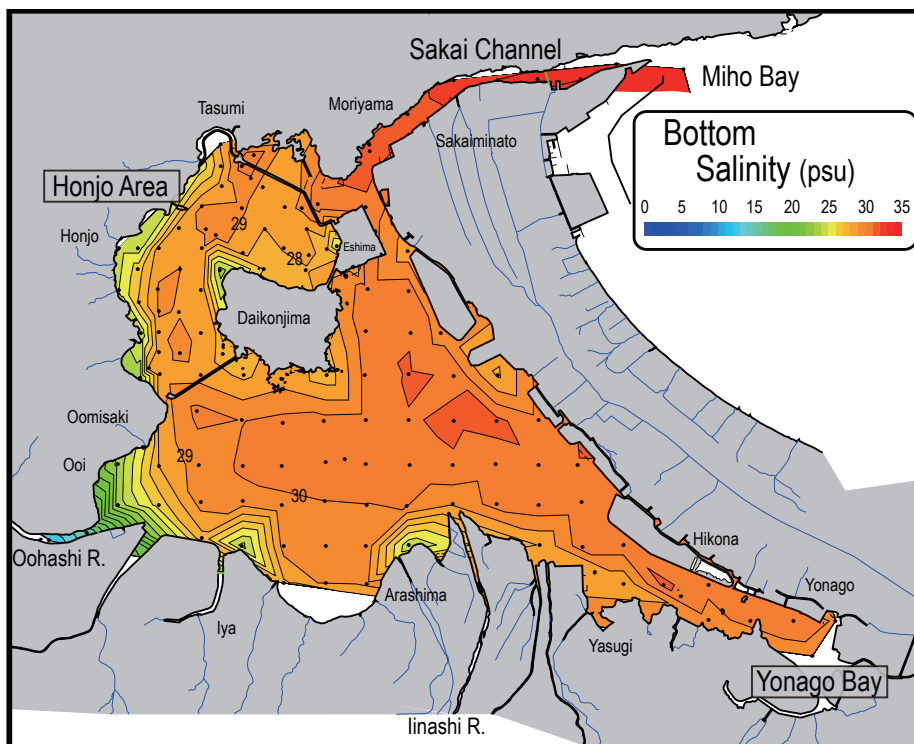 Sakai Channel
Miho Bay
Tasumi
Moriyama
Sakaiminato
Bottom
Salinity (psu)
0 5 10 15 20 25 30 35
Honjo Area
29
Honjo
Eshima
28
Daikonjima
Oomisaki
Ooi
29
30
Oohashi R.
Hikona
Yonago
Arashima
Iya
Yasugi
Yonago Bay
Iinashi R.